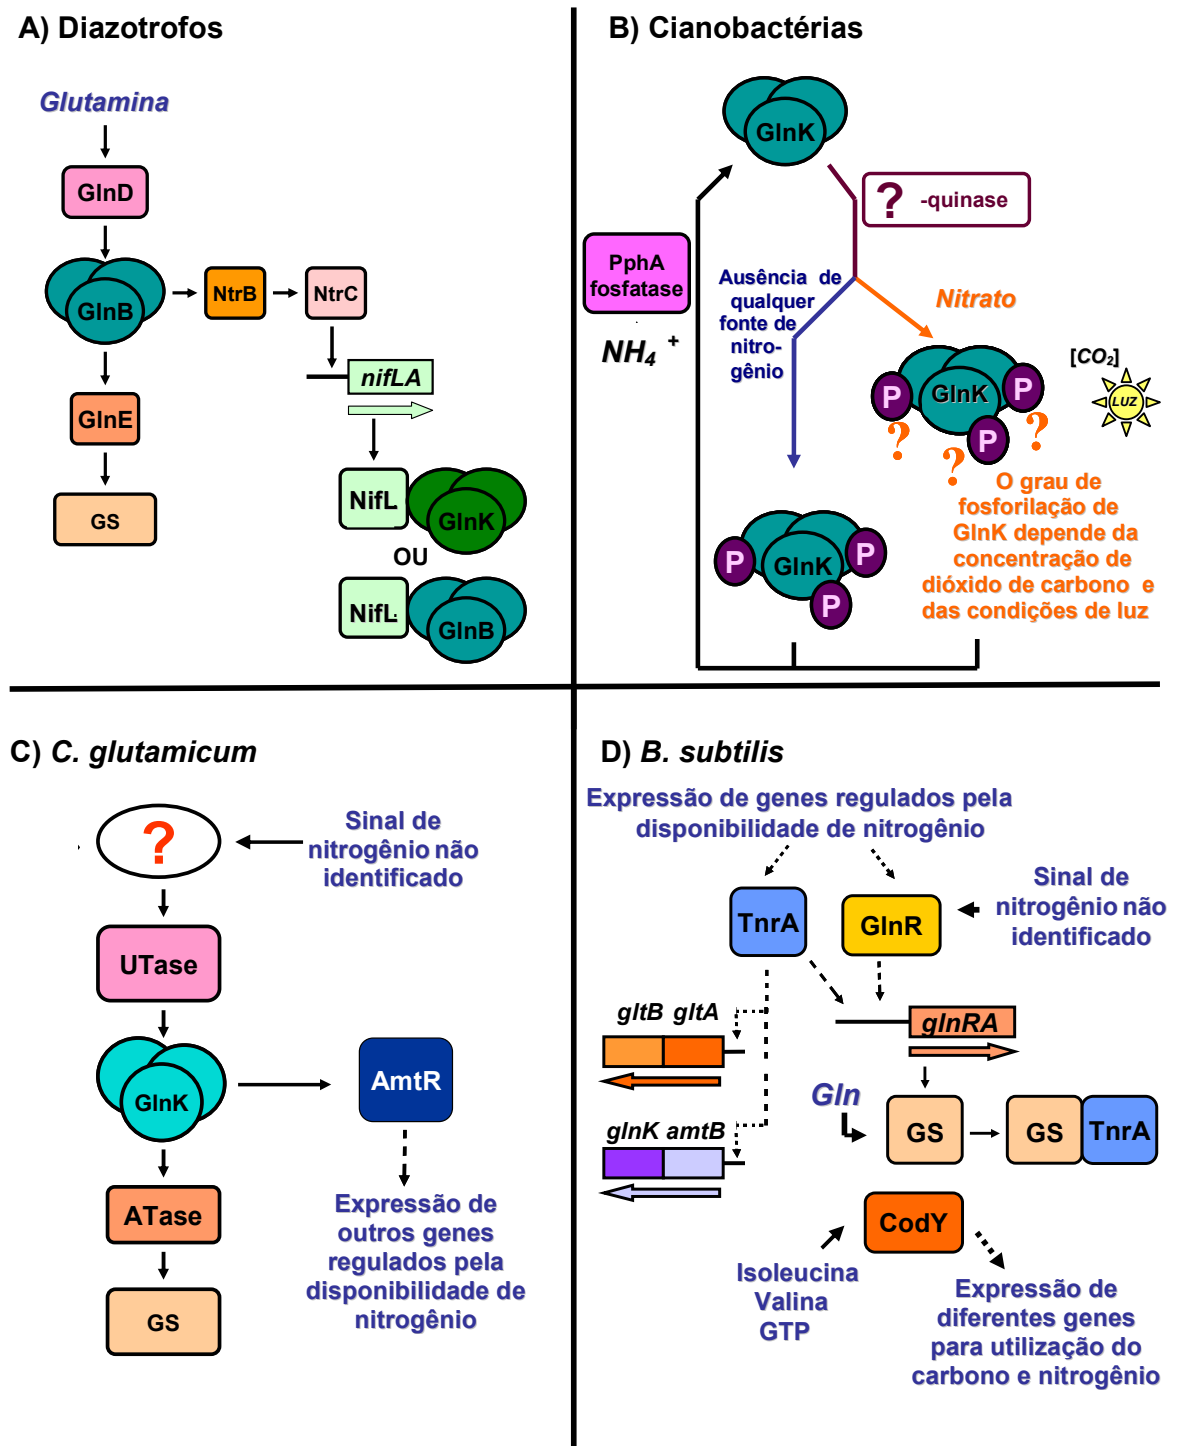 A) Diazotrofos
Glutamina
GlnD
GlnB
NtrB
NtrC
nifLA
GlnE
GS
NifL
GlnK
OU
NifL
GlnB
B) Cianobactérias
GlnK
? -quinase
PphA
fosfatase
NH4 +
Ausência de
qualquer
fonte de
nitro-
gênio
Nitrato
[CO2]
LUZ
P
GlnK
P
P
?
?
?
O grau de
fosforilação de
GlnK depende da
concentração de
dióxido de carbono e
das condições de luz
P
GlnK
P
P
C) C. glutamicum
?
Sinal de
nitrogênio não
identificado
UTase
GlnK
AmtR
ATase
GS
Expressão de
outros genes
regulados pela
disponibilidade de
nitrogênio
D) B. subtilis
Expressão de genes regulados pela
disponibilidade de nitrogênio
TnrA
GlnR
Sinal de
nitrogênio não
identificado
gltB gltA
glnRA
glnK amtB
Gln
GS
GS
TnrA
CodY
Isoleucina
Valina
GTP
Expressão de
diferentes genes
para utilização do
carbono e nitrogênio